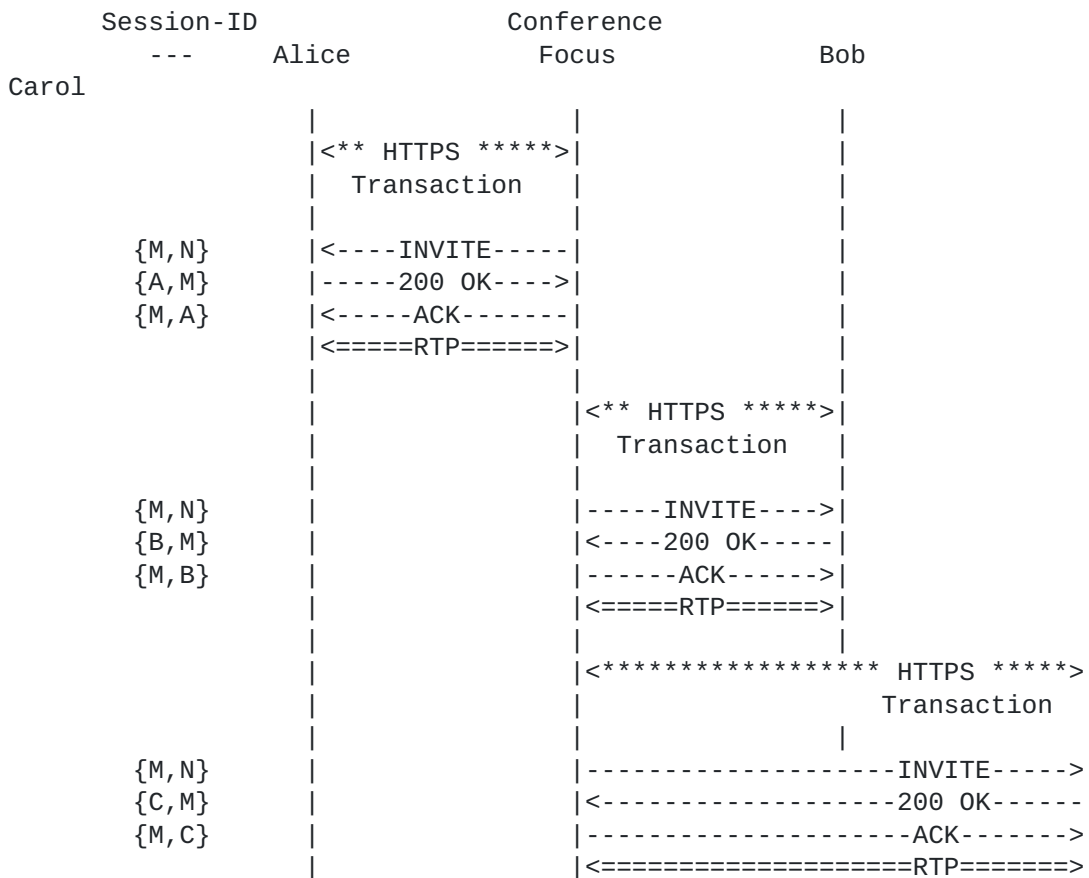 Session-ID                Conference
         ---     Alice            Focus             Bob
Carol
                   |                |                |
                   |<** HTTPS *****>|                |
                   |  Transaction   |                |
                   |                |                |
        {M,N}      |<----INVITE-----|                |
        {A,M}      |-----200 OK---->|                |
        {M,A}      |<-----ACK-------|                |
                   |<=====RTP======>|                |
                   |                |                |
                   |                |<** HTTPS *****>|
                   |                |  Transaction   |
                   |                |                |
        {M,N}      |                |-----INVITE---->|
        {B,M}      |                |<----200 OK-----|
        {M,B}      |                |------ACK------>|
                   |                |<=====RTP======>|
                   |                |                |
                   |                |<****************** HTTPS *****>
                   |                |                   Transaction
                   |                |                |
        {M,N}      |                |--------------------INVITE----->
        {C,M}      |                |<-------------------200 OK------
        {M,C}      |                |---------------------ACK------->
                   |                |<====================RTP=======>